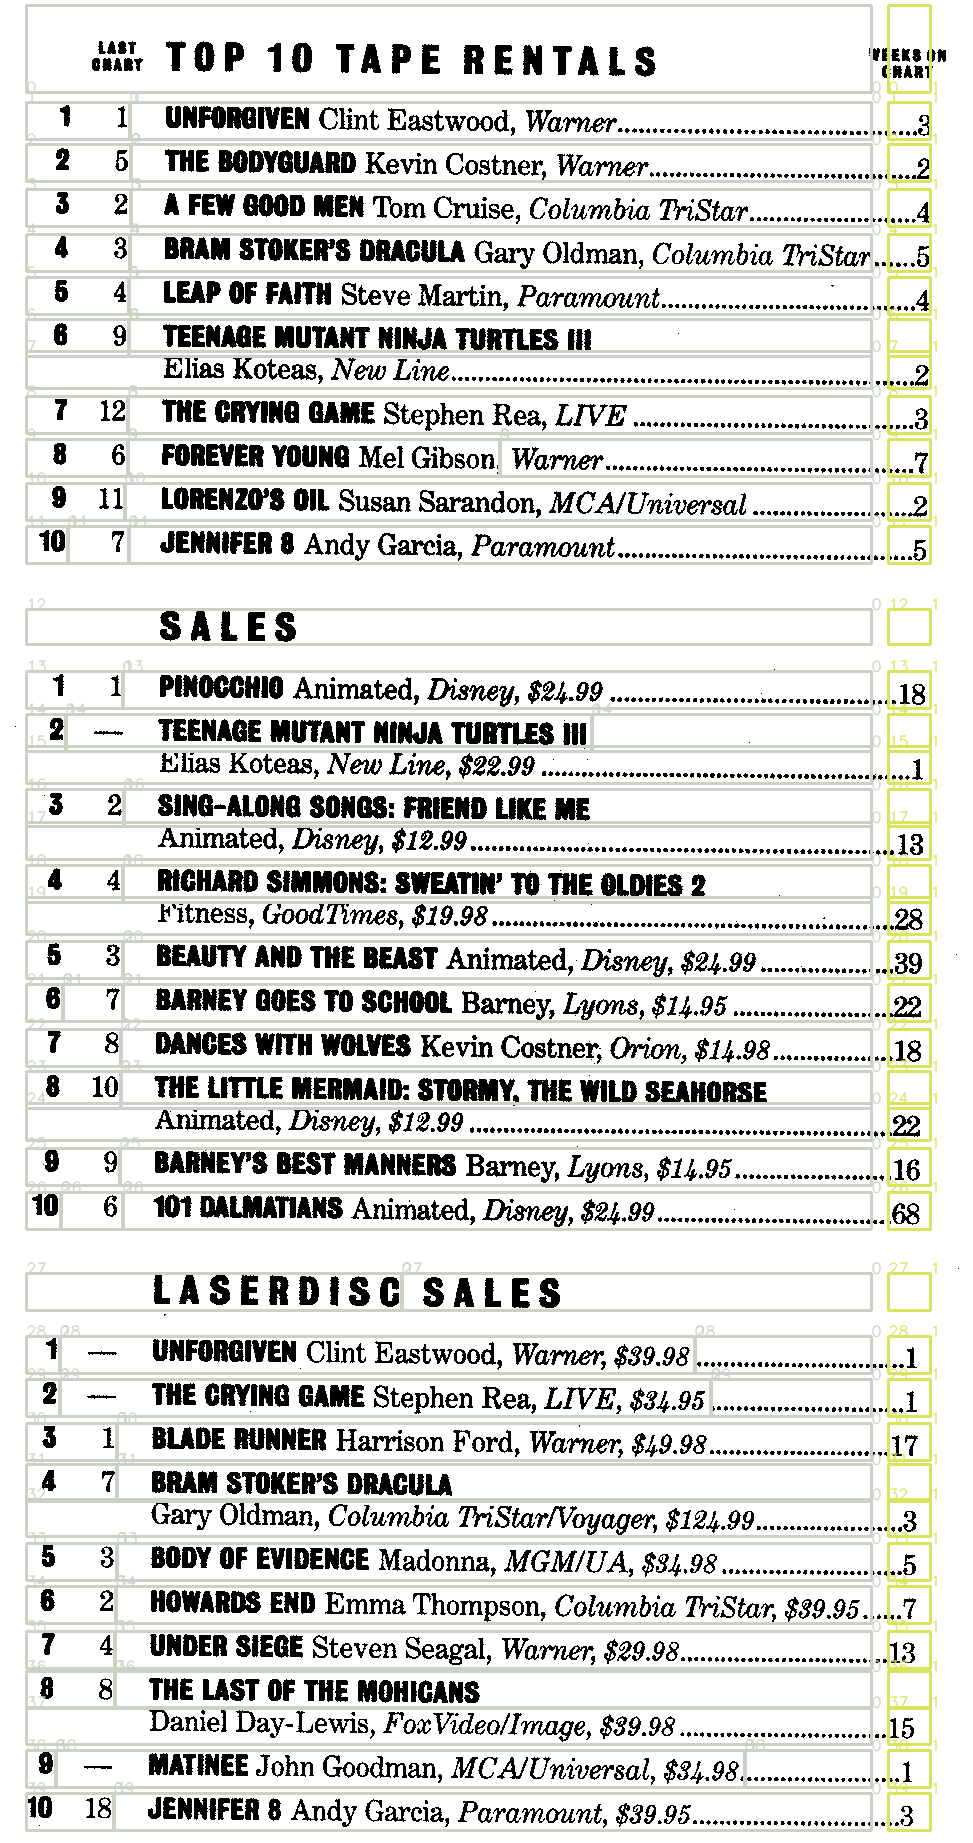 LAST CHART TOP 10 TAPE RENTALS WEEKS ON CHART
1 1 UNFORGIVEN Clint Eastwood, Warner 3
2 5 THE BODYGUARD Kevin Costner, Warner 2
3 2 A FEW GOOD MEN Tom Cruise, Columbia TriStar 4
4 3 BRAM STOKER'S DRACULA Gary Oldman, Columbia TriStar 5
5 4 LEAP OF FAITH Steve Martin, Paramount 4
6 9 TEENAGE MUTANT NINJA TURTLES III
Elias Koteas, New Line 2
7 12 THE CRYING GAME Stephen Rea, LIVE 3
8 6 FOREVER YOUNG Mel Gibson, Warner 7
9 11 LORENZO'S OIL Susan Sarandon, MCA/Universal 2
10 7 JENNIFER 8 Andy Garcia, Paramount 5
SALES
1 1 PINOCCHIO Animated, Disney, $24.99 18
2 — TEENAGE MUTANT NINJA TURTLES III
Elias Koteas, New Line, $22.99 1
3 2 SING-ALONG SONGS: FRIEND LIKE ME
Animated, Disney, $12.99 13
4 4 RICHARD SIMMONS: SWEATIN' TO THE OLDIES 2
Fitness, GoodTimes, $19.98 28
5 3 BEAUTY AND THE BEAST Animated, Disney, $24.99 39
6 7 BARNEY GOES TO SCHOOL Barney, Lyons, $14.95 22
7 8 DANCES WITH WOLVES Kevin Costner, Orion, $14.98 18
8 10 THE LITTLE MERMAID: STORMY, THE WILD SEAHORSE
Animated, Disney, $12.99 22
9 9 BARNEY'S BEST MANNERS Barney, Lyons, $14.95 16
10 6 101 DALMATIANS Animated, Disney, $24.99 68
LASERDISC SALES
1 — UNFORGIVEN Clint Eastwood, Warner, $39.98 1
2 — THE CRYING GAME Stephen Rea, LIVE, $34.95 1
3 1 BLADE RUNNER Harrison Ford, Warner, $49.98 17
4 7 BRAM STOKER'S DRACULA
Gary Oldman, Columbia TriStar/Voyager, $124.99 3
5 3 BODY OF EVIDENCE Madonna, MGM/UA, $34.98 5
6 2 HOWARDS END Emma Thompson, Columbia TriStar, $39.95 7
7 4 UNDER SIEGE Steven Seagal, Warner, $29.98 13
8 8 THE LAST OF THE MOHICANS
Daniel Day-Lewis, FoxVideo/Image, $39.98 15
9 — MATINEE John Goodman, MCA/Universal, $34.98 1
10 18 JENNIFER 8 Andy Garcia, Paramount, $39.95 3